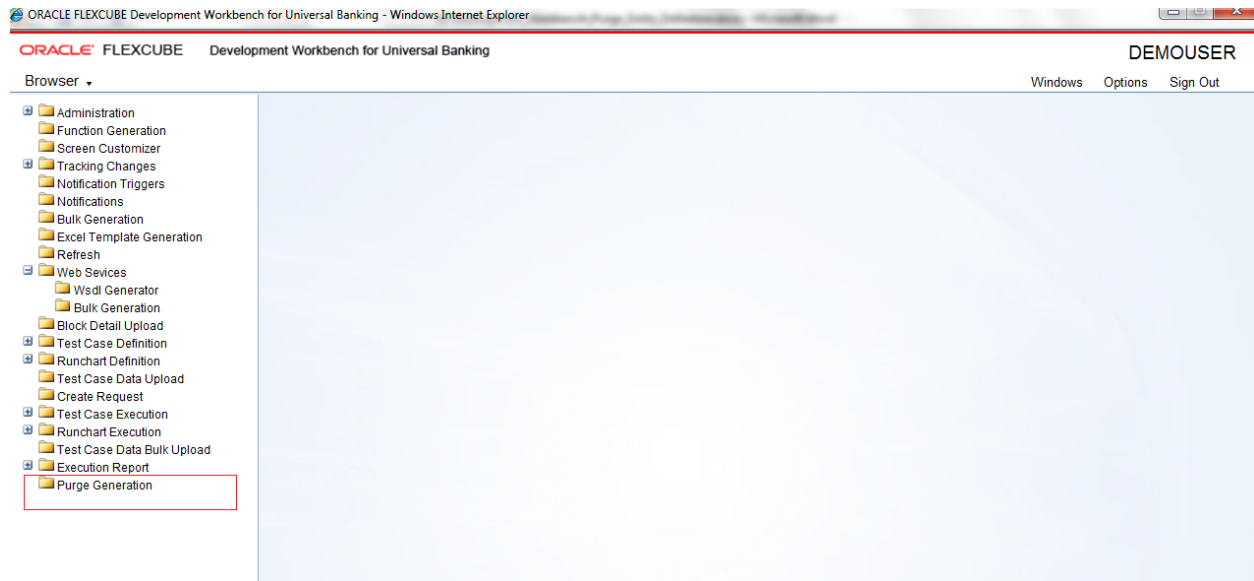 ORACLE FLEXCUBE Development Workbench for Universal Banking - Windows Internet Explorer
ORACLE® FLEXCUBE Development Workbench for Universal Banking
DEMOUSER
Browser
Windows Options Sign Out
Administration
Function Generation
Screen Customizer
Tracking Changes
Notification Triggers
Notifications
Bulk Generation
Excel Template Generation
Refresh
Web Sevices
Wsdl Generator
Bulk Generation
Block Detail Upload
Test Case Definition
Runchart Definition
Test Case Data Upload
Create Request
Test Case Execution
Runchart Execution
Test Case Data Bulk Upload
Execution Report
Purge Generation